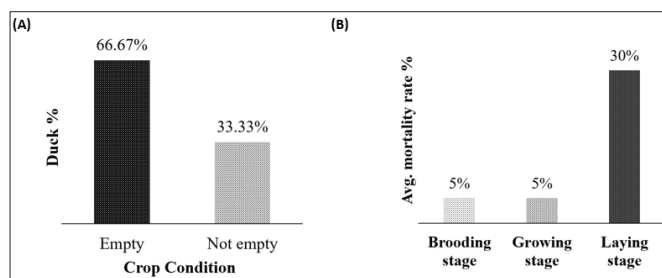 (A)
66.67%
33.33%
Duck %
Empty
Not empty
Crop Condition
(B)
30%
5%
5%
Avg. mortality rate %
Brooding
stage
Growing
stage
Laying
stage